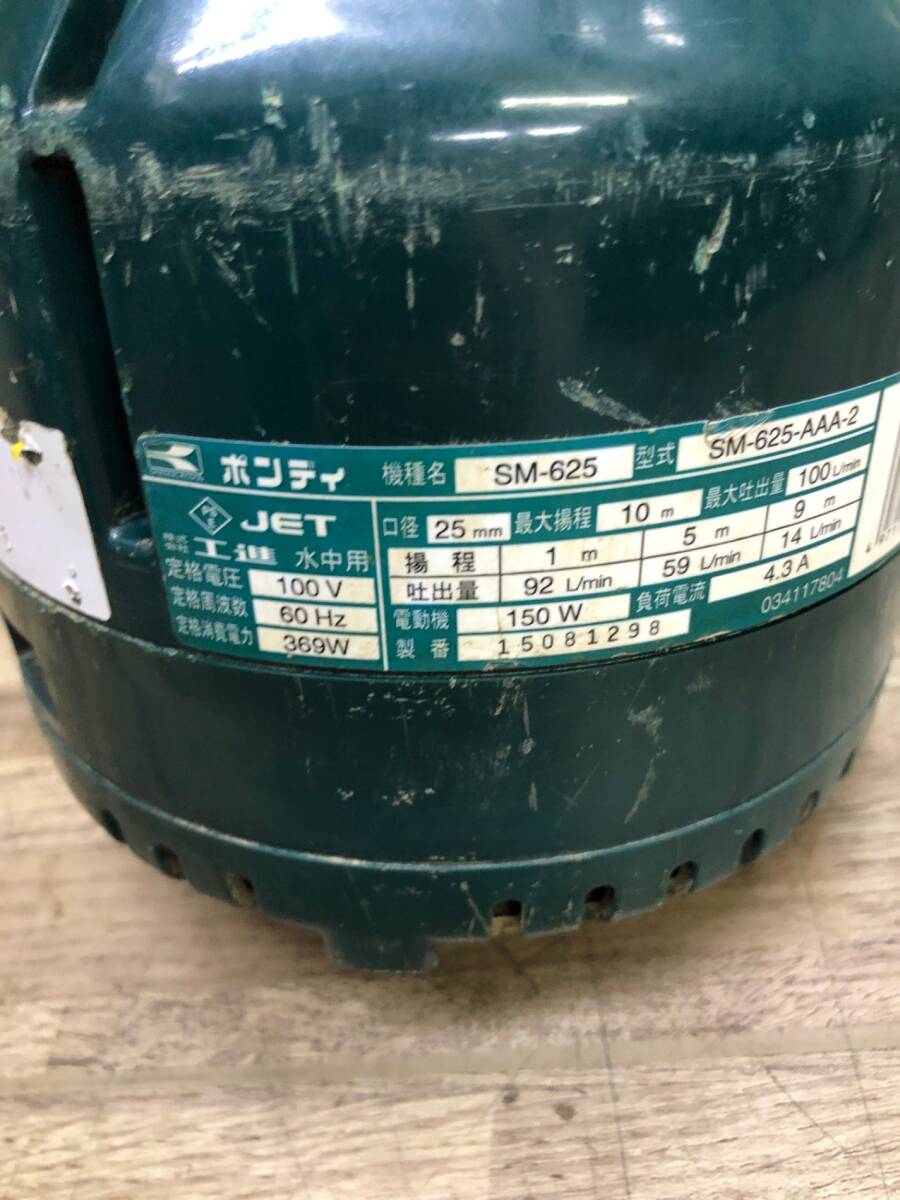 ポンディ 機種名 SM-625 型式 SM-625-AAA-2
PS E JET 口径 25 mm 最大揚程 10 m 最大吐出量 100 L/min
株式会社 工進 水中用 揚程 1 m 5 m 9 m
吐出量 92 L/min 59 L/min 14 L/min
定格電圧 100 V 電動機 150 W 負荷電流 4.3 A
定格周波数 60 Hz 製番 15081298 034117804
定格消費電力 369W